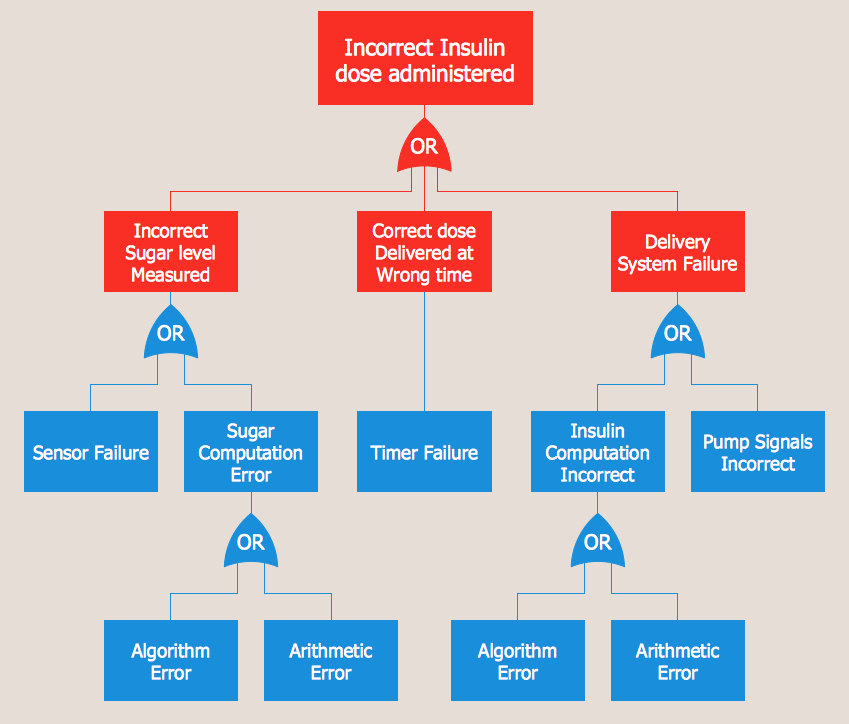 Incorrect Insulin
dose administered
OR
Incorrect
Sugar level
Measured
Correct dose
Delivered at
Wrong time
Delivery
System Failure
OR
OR
Sensor Failure
Sugar
Computation
Error
Timer Failure
Insulin
Computation
Incorrect
Pump Signals
Incorrect
OR
OR
Algorithm
Error
Arithmetic
Error
Algorithm
Error
Arithmetic
Error